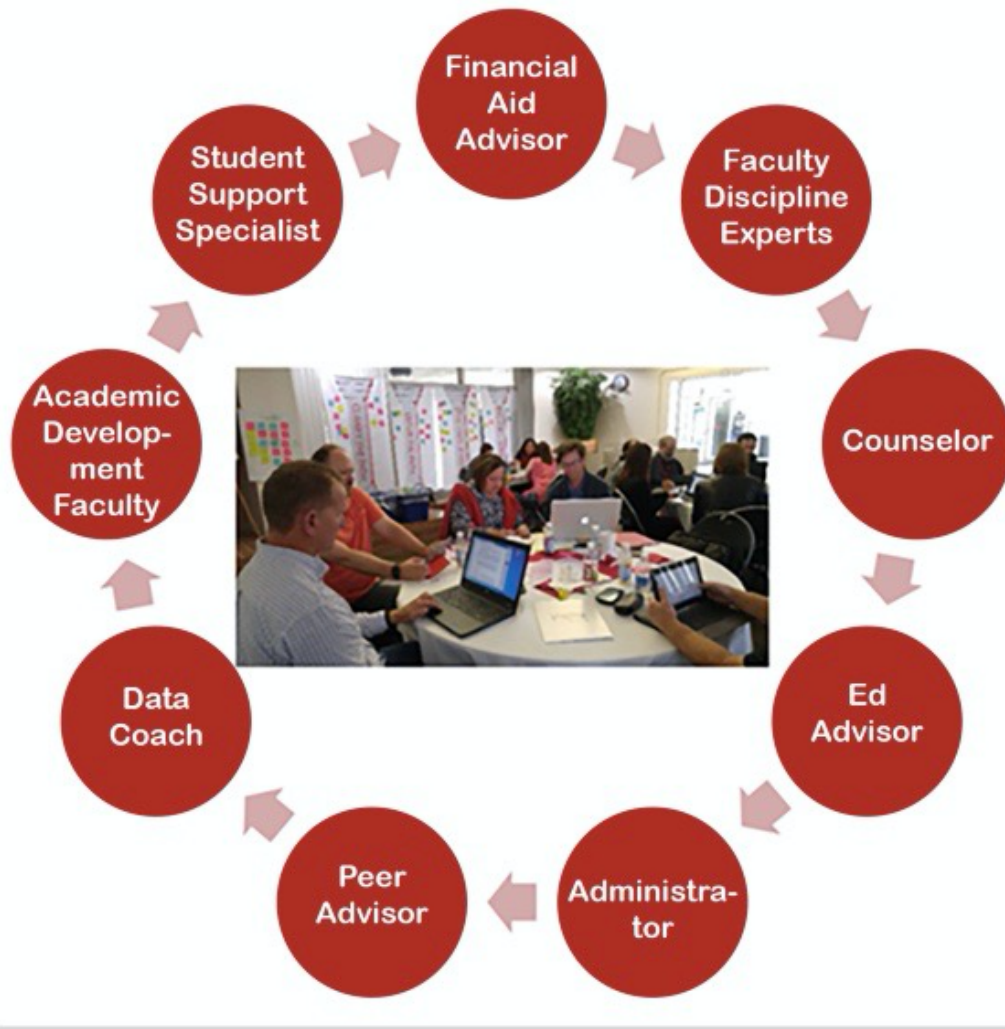 Financial
Aid
Advisor
Faculty
Discipline
Experts
Counselor
Ed
Advisor
Administra-
tor
Peer
Advisor
Data
Coach
Academic
Develop-
ment
Faculty
Student
Support
Specialist